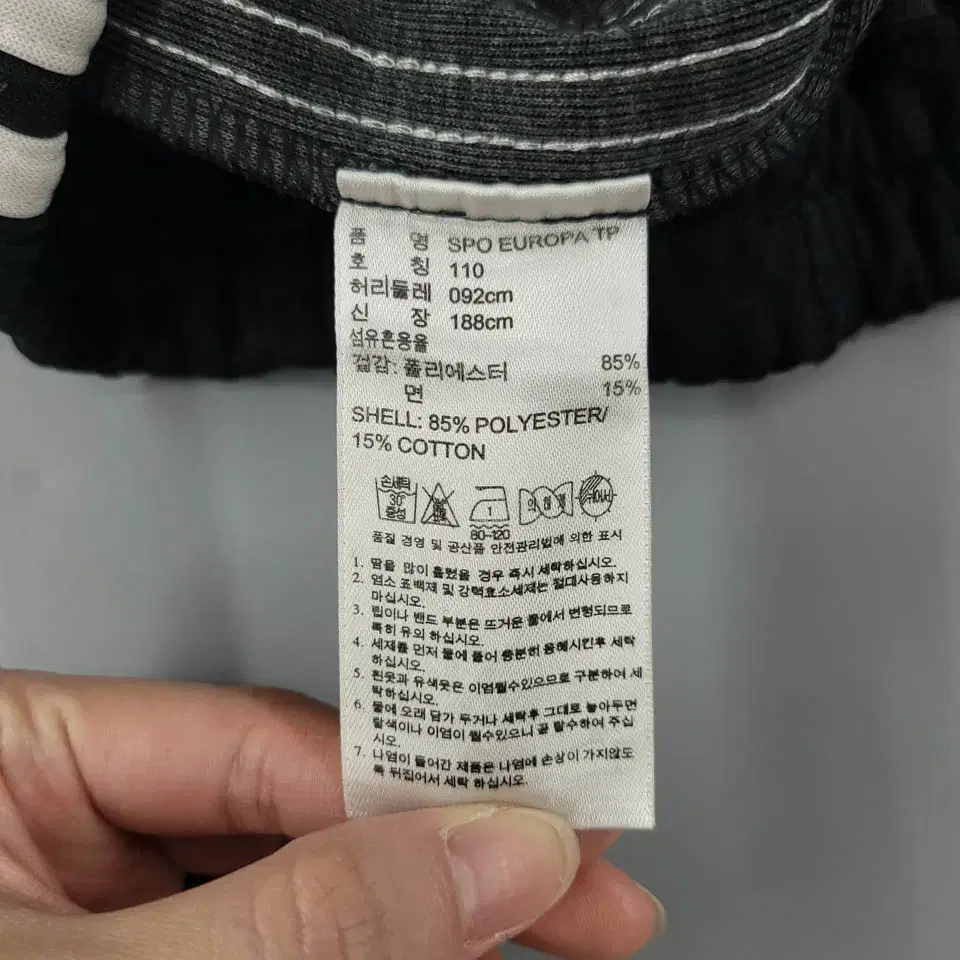 품 명 SPO EUROPA TP
호 칭 110
허리둘레 092cm
신 장 188cm
섬유혼용율
겉감: 폴리에스터 85%
면 15%
SHELL: 85% POLYESTER/
15% COTTON
손세탁 30° 중성 1 80-120
품질 경영 및 공산품 안전관리법에 의한 표시
1. 땀을 많이 흘렸을 경우 즉시 세탁하십시오.
2. 염소 표백제 및 강력효소세제는 절대사용하지
마십시오.
3. 립이나 밴드 부분은 뜨거운 물에서 변형되므로
특히 유의 하십시오.
4. 세제를 먼저 물에 풀어 충분히 용해시킨후 세탁
하십시오.
5. 흰옷과 유색옷은 이염될수있으므로 구분하여 세
탁하십시오.
6. 물에 오래 담가 두거나 세탁후 그대로 놓아두면
탈색이나 이염이 될수있으니 곧 탈수하여 주십
시오.
7. 나염이 들어간 제품은 나염에 손상이 가지않도
록 뒤집어서 세탁 하십시오.